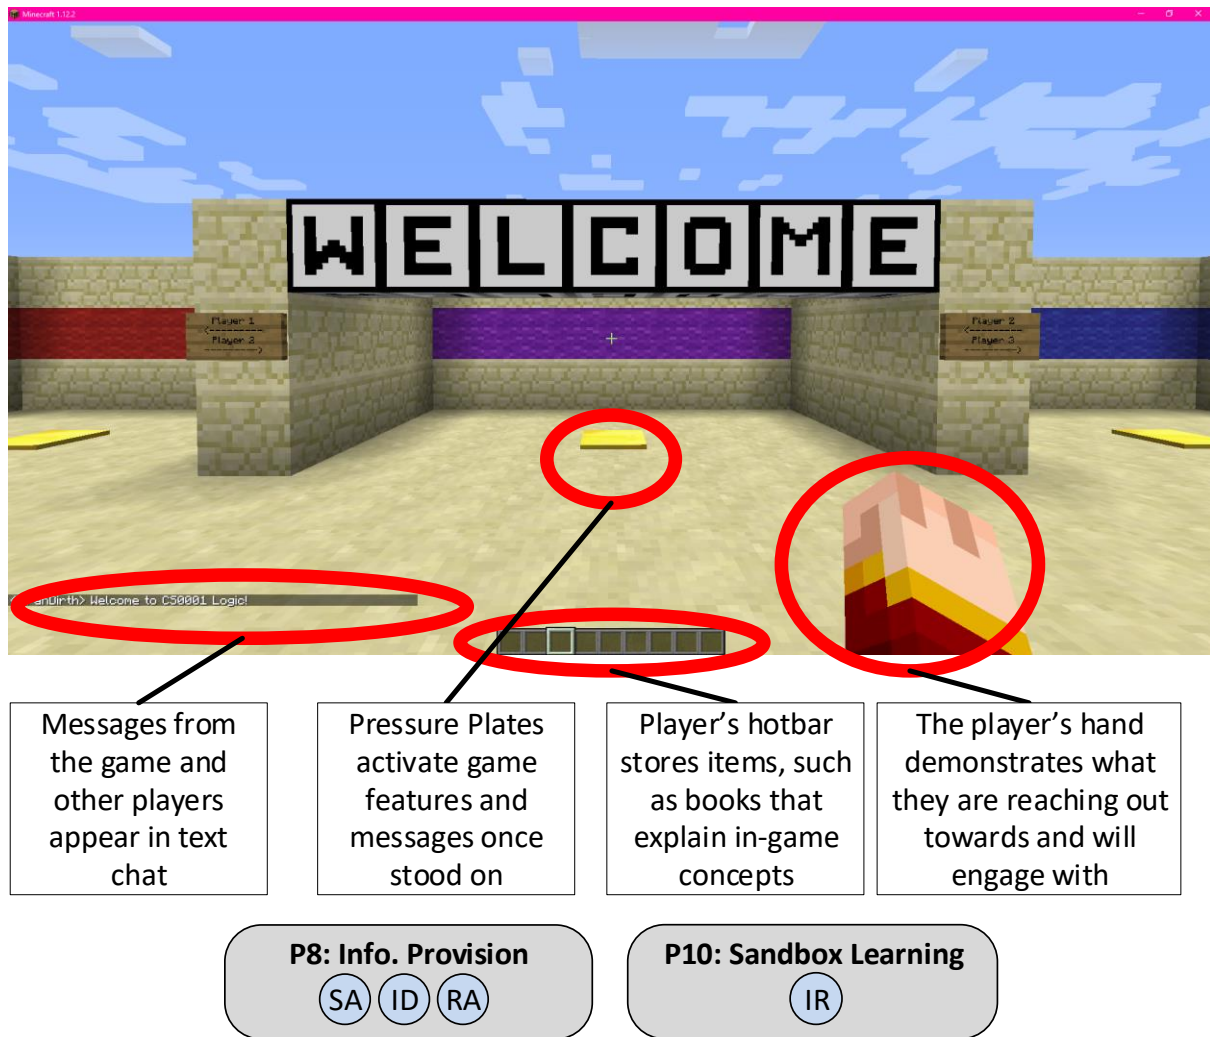 Minecraft 1.12.2
WELCOME
Player 1
<---------
Player 2
--------->
Player 2
<---------
Player 3
--------->
anDirth> Welcome to CS0001 Logic!
Messages from
the game and
other players
appear in text
chat
Pressure Plates
activate game
features and
messages once
stood on
Player’s hotbar
stores items, such
as books that
explain in-game
concepts
The player’s hand
demonstrates what
they are reaching out
towards and will
engage with
P8: Info. Provision
SA ID RA
P10: Sandbox Learning
IR